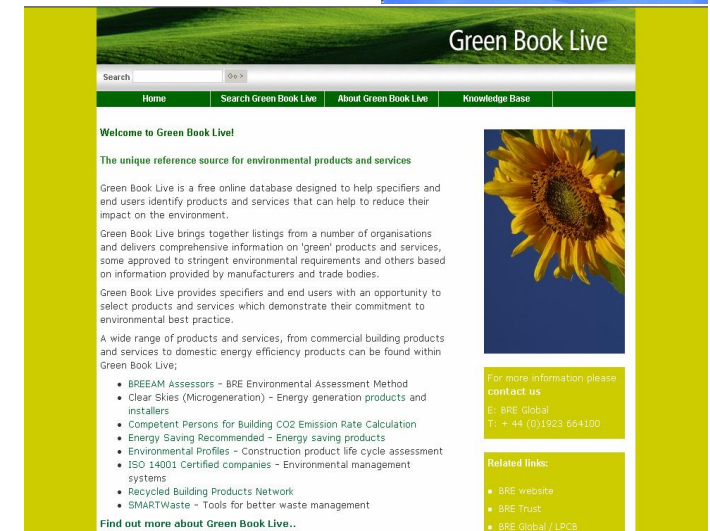 Green Book Live
Search Go >
Home Search Green Book Live About Green Book Live Knowledge Base
Welcome to Green Book Live!
The unique reference source for environmental products and services
Green Book Live is a free online database designed to help specifiers and
end users identify products and services that can help to reduce their
impact on the environment.
Green Book Live brings together listings from a number of organisations
and delivers comprehensive information on 'green' products and services,
some approved to stringent environmental requirements and others based
on information provided by manufacturers and trade bodies.
Green Book Live provides specifiers and end users with an opportunity to
select products and services which demonstrate their commitment to
environmental best practice.
A wide range of products and services, from commercial building products
and services to domestic energy efficiency products can be found within
Green Book Live;
• BREEAM Assessors - BRE Environmental Assessment Method
• Clear Skies (Microgeneration) - Energy generation products and
installers
• Competent Persons for Building CO2 Emission Rate Calculation
• Energy Saving Recommended - Energy saving products
• Environmental Profiles - Construction product life cycle assessment
• ISO 14001 Certified companies - Environmental management
systems
• Recycled Building Products Network
• SMARTWaste - Tools for better waste management
Find out more about Green Book Live..
For more information please
contact us
E: BRE Global
T: + 44 (0)1923 664100
Related links:
• BRE website
• BRE Trust
• BRE Global / LPCB